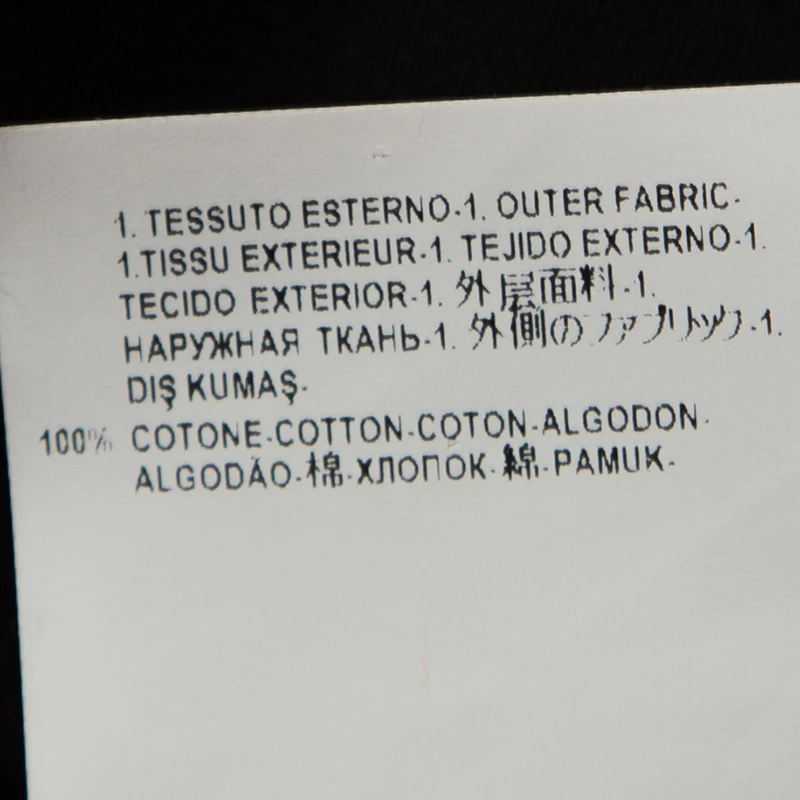 1. TESSUTO ESTERNO-1. OUTER FABRIC-
1.TISSU EXTERIEUR-1. TEJIDO EXTERNO-1.
TECIDO EXTERIOR-1. 外层面料-1.
НАРУЖНАЯ ТКАНЬ-1. 外側のファブリック-1.
DIŞ KUMAŞ-
100% COTONE-COTTON-COTON-ALGODON-
ALGODÃO-棉-ХЛОПОК-綿-PAMUK-